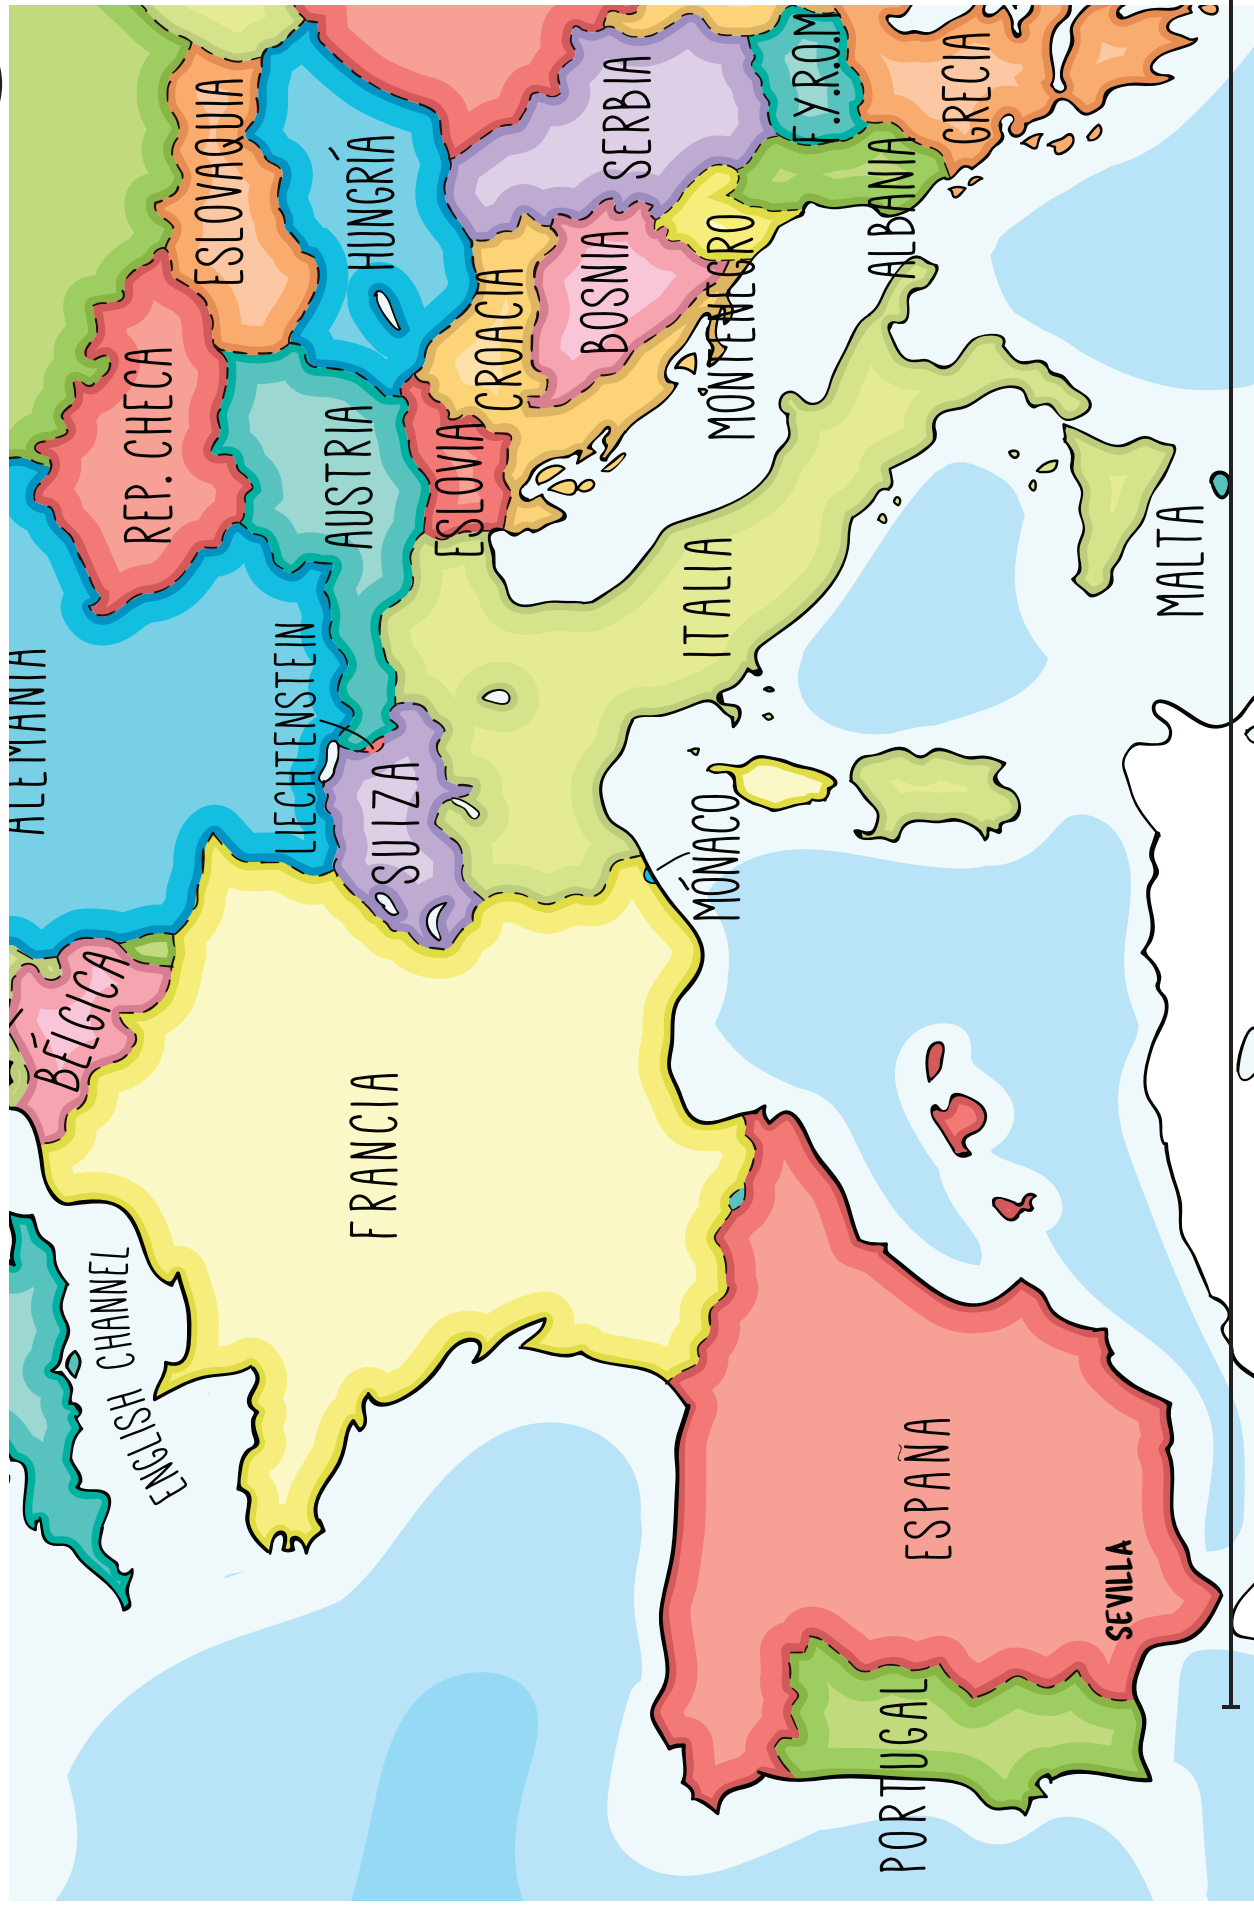 ALEMANIA
REP. CHECA
ESLOVAQUIA
HUNGRÍA
AUSTRIA
LIECHTENSTEIN
SUIZA
BÉLGICA
FRANCIA
ENGLISH CHANNEL
ESLOVIA
CROACIA
BOSNIA
SERBIA
MONTENEGRO
F.Y.R.O.M
ALBANIA
GRECIA
ITALIA
MÓNACO
MALTA
ESPAÑA
SEVILLA
PORTUGAL